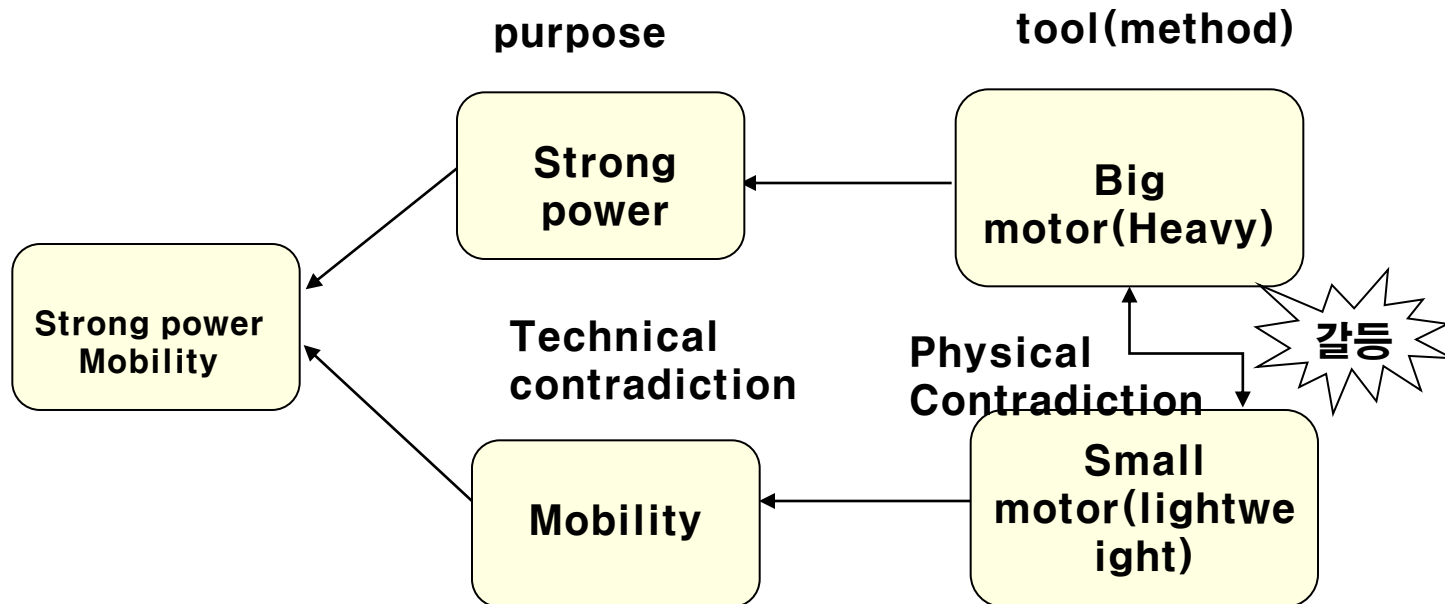 purpose
tool(method)
Strong
power
Big
motor(Heavy)
Strong power
Mobility
Technical
contradiction
Physical
Contradiction
갈등
Mobility
Small
motor(lightwe
ight)